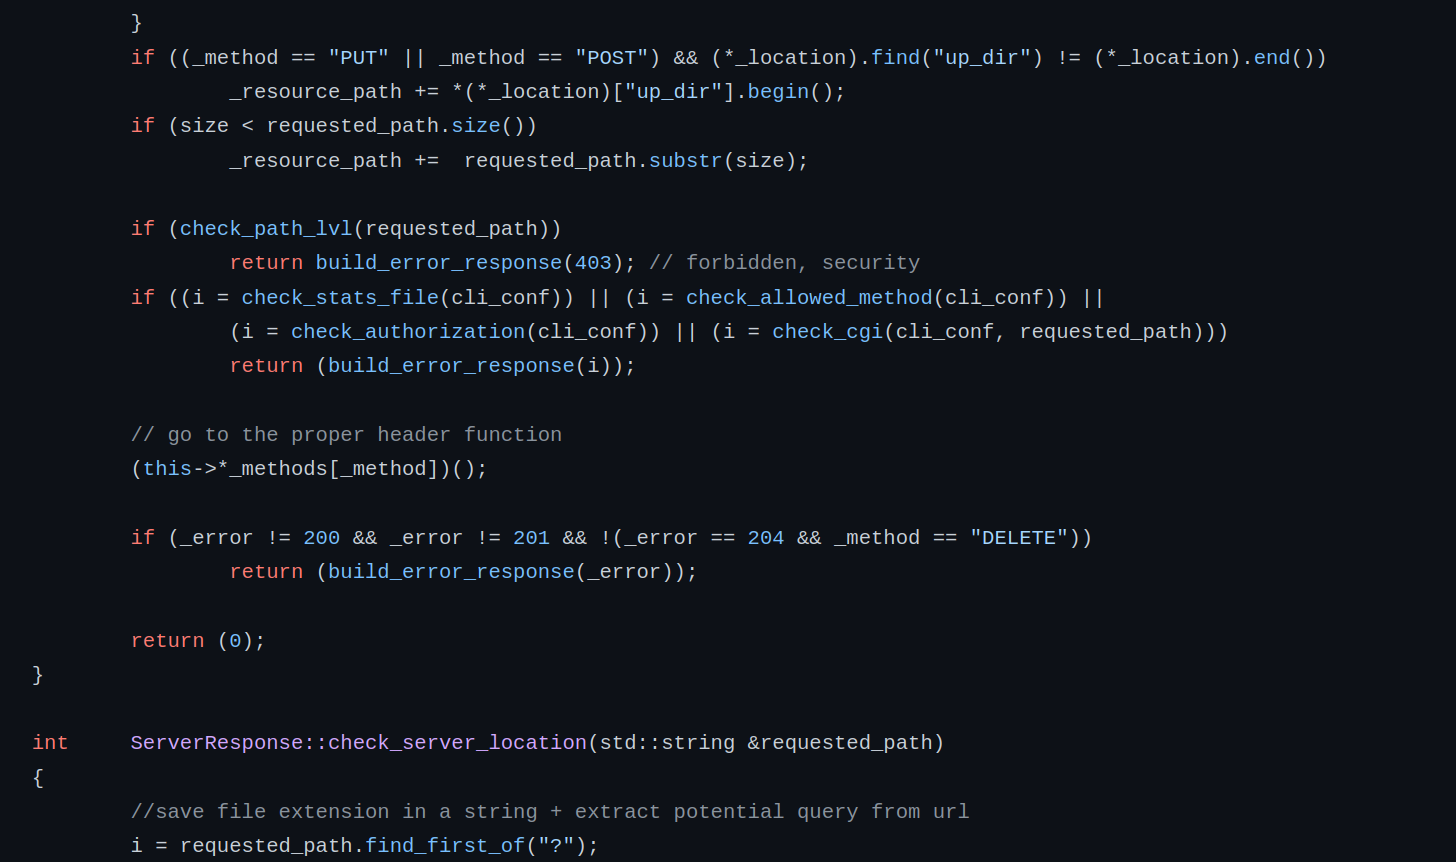 }
if ((_method == "PUT" || _method == "POST") && (*_location).find("up_dir") != (*_location).end())
_resource_path += *(*_location)["up_dir"].begin();
if (size < requested_path.size())
_resource_path +=  requested_path.substr(size);
if (check_path_lvl(requested_path))
return build_error_response(403); // forbidden, security
if ((i = check_stats_file(cli_conf)) || (i = check_allowed_method(cli_conf)) ||
(i = check_authorization(cli_conf)) || (i = check_cgi(cli_conf, requested_path)))
return (build_error_response(i));
// go to the proper header function
(this->*_methods[_method])();
if (_error != 200 && _error != 201 && !(_error == 204 && _method == "DELETE"))
return (build_error_response(_error));
return (0);
}
int     ServerResponse::check_server_location(std::string &requested_path)
{
//save file extension in a string + extract potential query from url
i = requested_path.find_first_of("?");